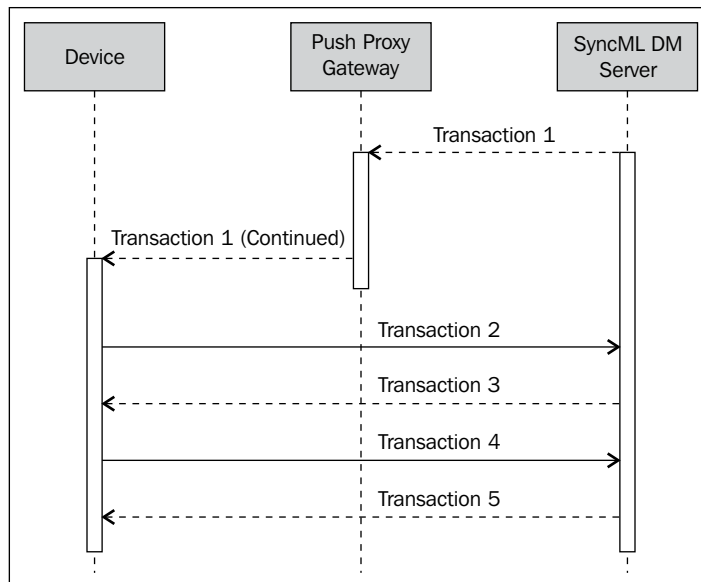 Device
Push Proxy
Gateway
SyncML DM
Server
Transaction 1
Transaction 1 (Continued)
Transaction 2
Transaction 3
Transaction 4
Transaction 5